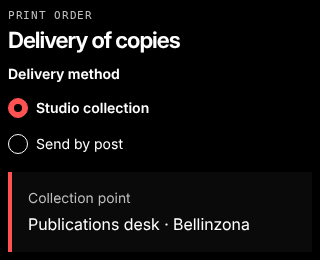 PRINT ORDER
Delivery of copies
Delivery method
Studio collection
Send by post
Collection point
Publications desk · Bellinzona